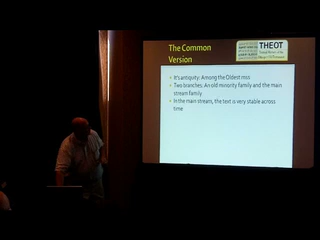 The Common
Version
THEOT
It's antiquity: Among the Oldest mss
Two branches: An old minority family and the main
stream family
In the main stream, the text is very stable across
time